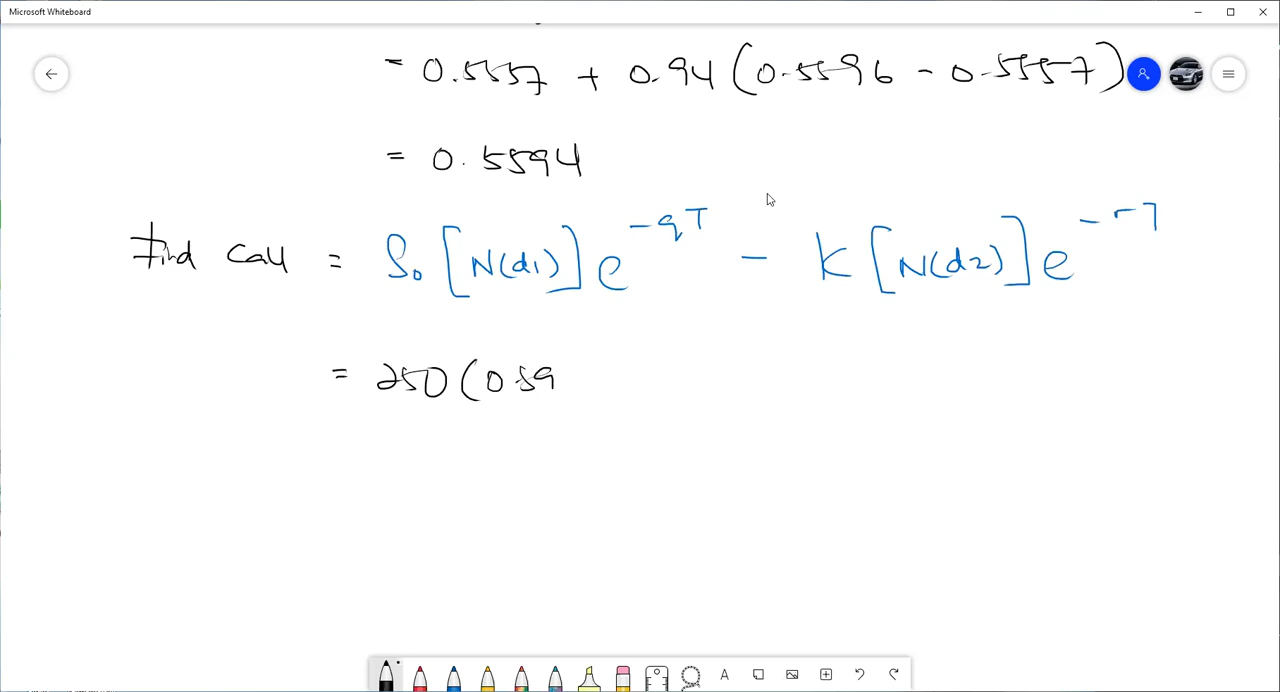 Microsoft Whiteboard
= 0.5557 + 0.94 (0.5596 - 0.5557)
= 0.5594
Find Call = S₀ [N(d1)] e^-qT - K [N(d2)] e^-rT
= 250 (0.59
A